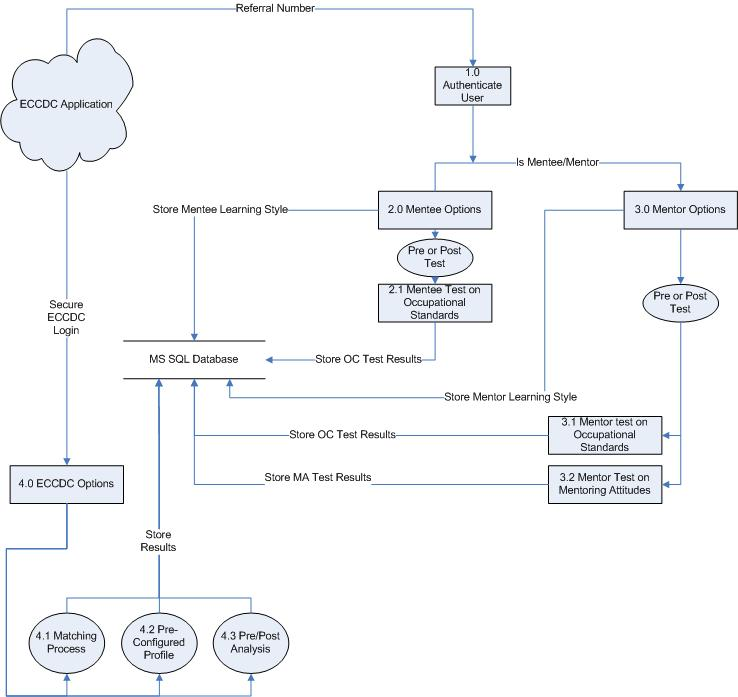 Referral Number
ECCDC Application
1.0
Authenticate
User
Is Mentee/Mentor
Store Mentee Learning Style
2.0 Mentee Options
3.0 Mentor Options
Pre or Post
Test
2.1 Mentee Test on
Occupational
Standards
Pre or Post
Test
Secure
ECCDC
Login
MS SQL Database
Store OC Test Results
Store Mentor Learning Style
Store OC Test Results
3.1 Mentor test on
Occupational
Standards
4.0 ECCDC Options
Store MA Test Results
3.2 Mentor Test on
Mentoring Attitudes
Store
Results
4.1 Matching
Process
4.2 Pre-
Configured
Profile
4.3 Pre/Post
Analysis